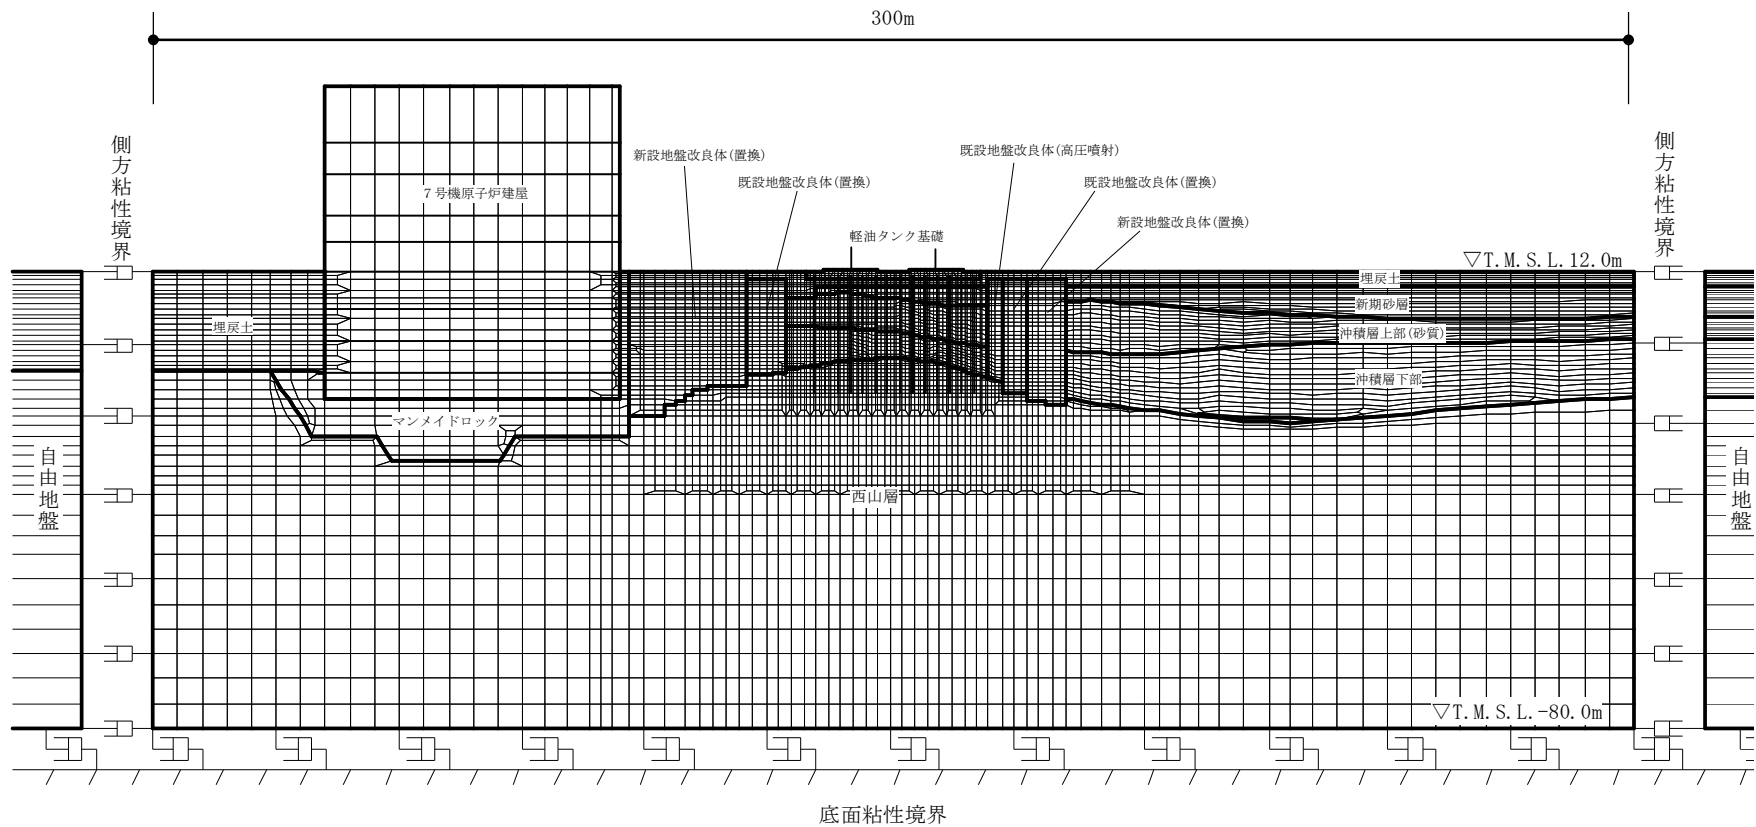 300m
側方粘性境界
側方粘性境界
新設地盤改良体(置換)
既設地盤改良体(高圧噴射)
既設地盤改良体(置換)
既設地盤改良体(置換)
７号機原子炉建屋
新設地盤改良体(置換)
軽油タンク基礎
▽T.M.S.L.12.0m
埋戻土
新期砂層
埋戻土
沖積層上部(砂質)
沖積層下部
マンメイドロック
自由地盤
自由地盤
西山層
▽T.M.S.L.-80.0m
底面粘性境界